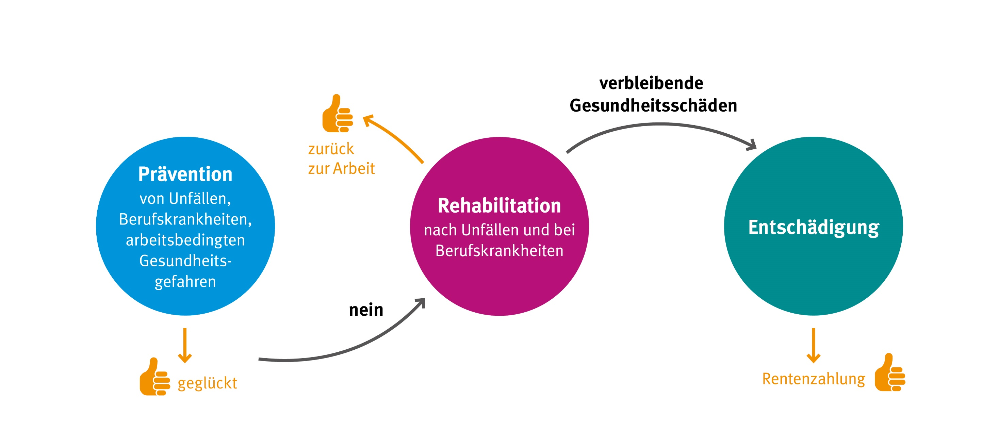 Prävention
von Unfällen,
Berufskrankheiten,
arbeitsbedingten
Gesundheits-
gefahren
geglückt
nein
zurück
zur Arbeit
Rehabilitation
nach Unfällen und bei
Berufskrankheiten
verbleibende
Gesundheitsschäden
Entschädigung
Rentenzahlung